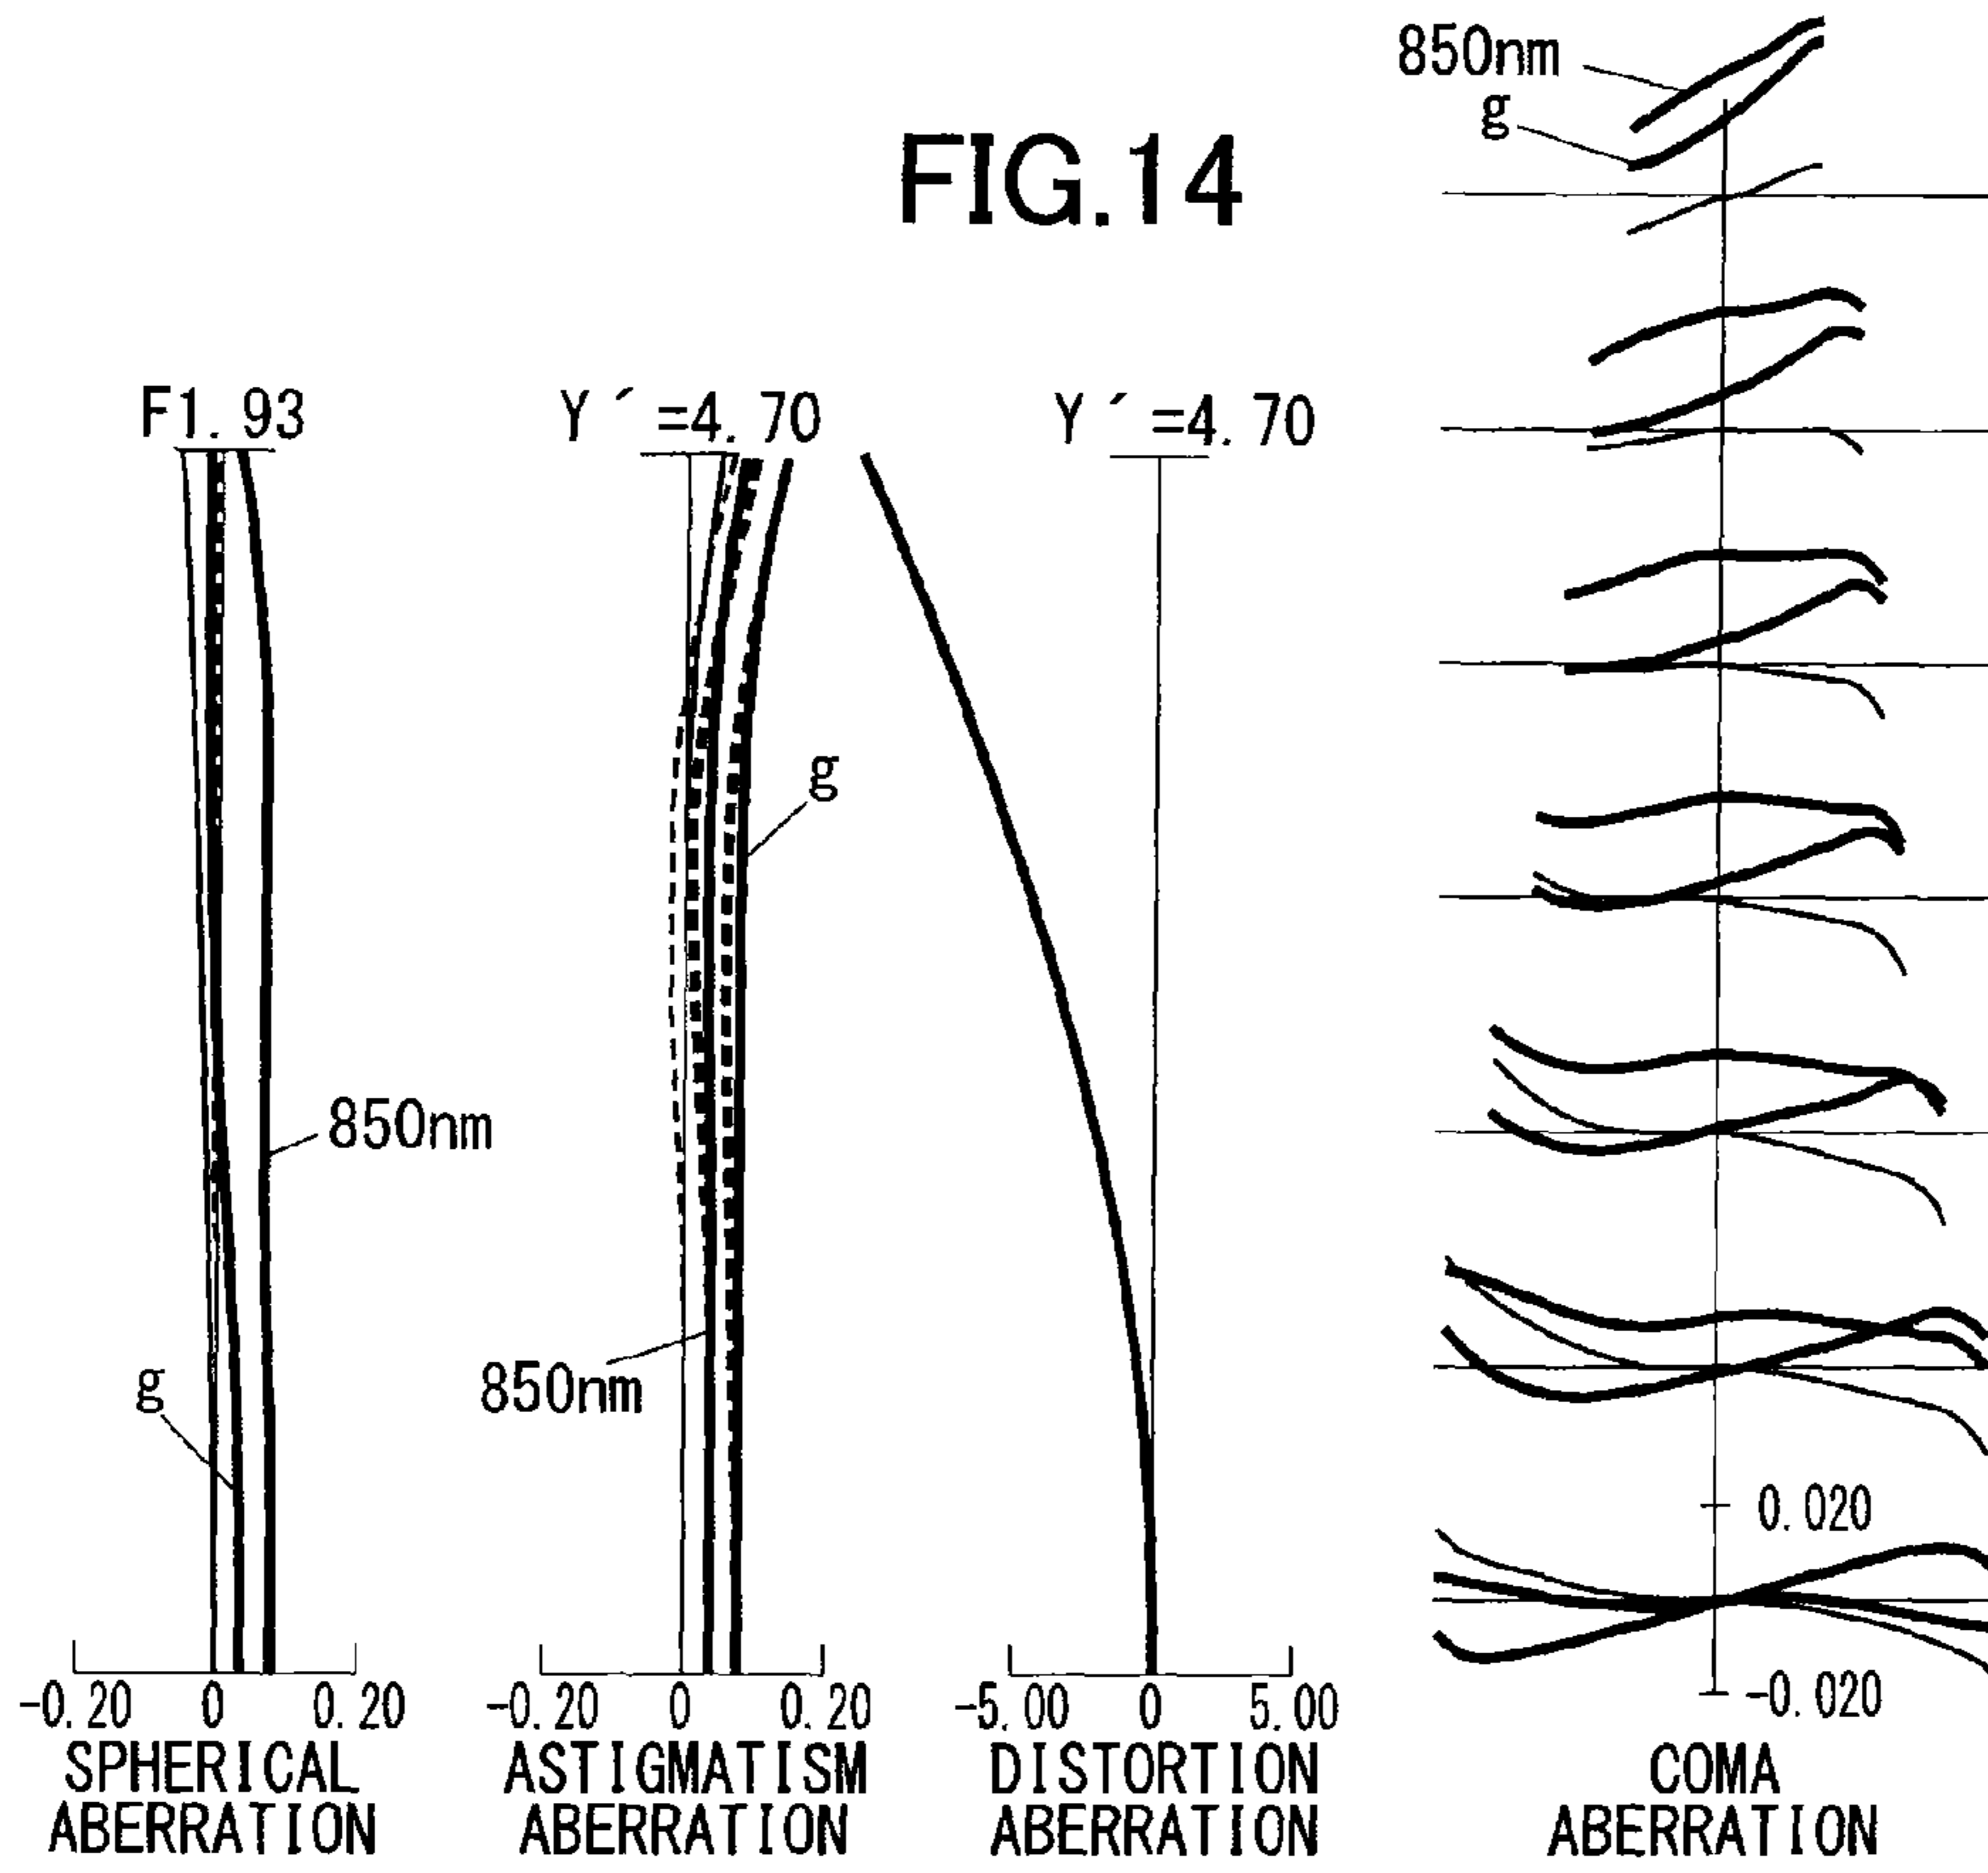 FIG.14
F1.93
850nm
g
-0.20 0 0.20
SPHERICAL
ABERRATION
Y´=4.70
g
850nm
-0.20 0 0.20
ASTIGMATISM
ABERRATION
Y´=4.70
-5.00 0 5.00
DISTORTION
ABERRATION
850nm
g
0.020
-0.020
COMA
ABERRATION